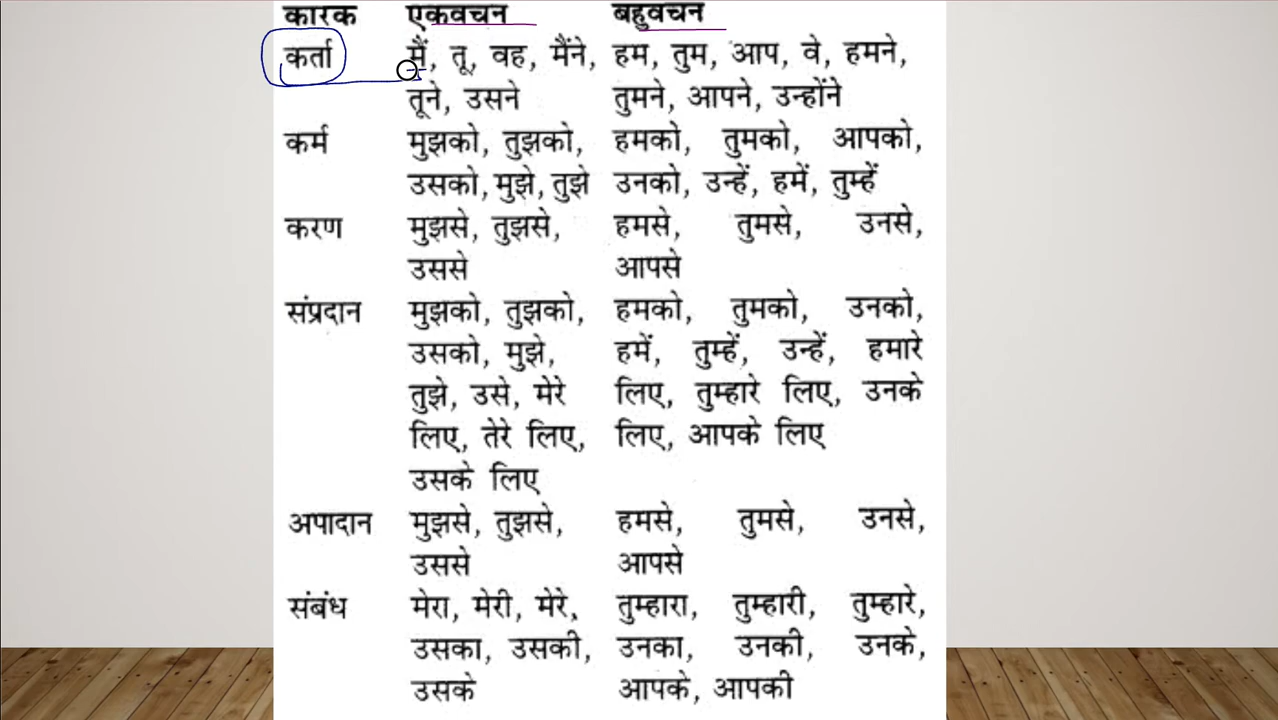 कारक एकवचन बहुवचन
कर्ता मैं, तू, वह, मैंने, हम, तुम, आप, वे, हमने,
तूने, उसने तुमने, आपने, उन्होंने
कर्म मुझको, तुझको, हमको, तुमको, आपको,
उसको, मुझे, तुझे उनको, उन्हें, हमें, तुम्हें
करण मुझसे, तुझसे, हमसे, तुमसे, उनसे,
उससे आपसे
संप्रदान मुझको, तुझको, हमको, तुमको, उनको,
उसको, मुझे, हमें, तुम्हें, उन्हें, हमारे
तुझे, उसे, मेरे लिए, तुम्हारे लिए, उनके
लिए, तेरे लिए, लिए, आपके लिए
उसके लिए
अपादान मुझसे, तुझसे, हमसे, तुमसे, उनसे,
उससे आपसे
संबंध मेरा, मेरी, मेरे, तुम्हारा, तुम्हारी, तुम्हारे,
उसका, उसकी, उनका, उनकी, उनके,
उसके आपके, आपकी